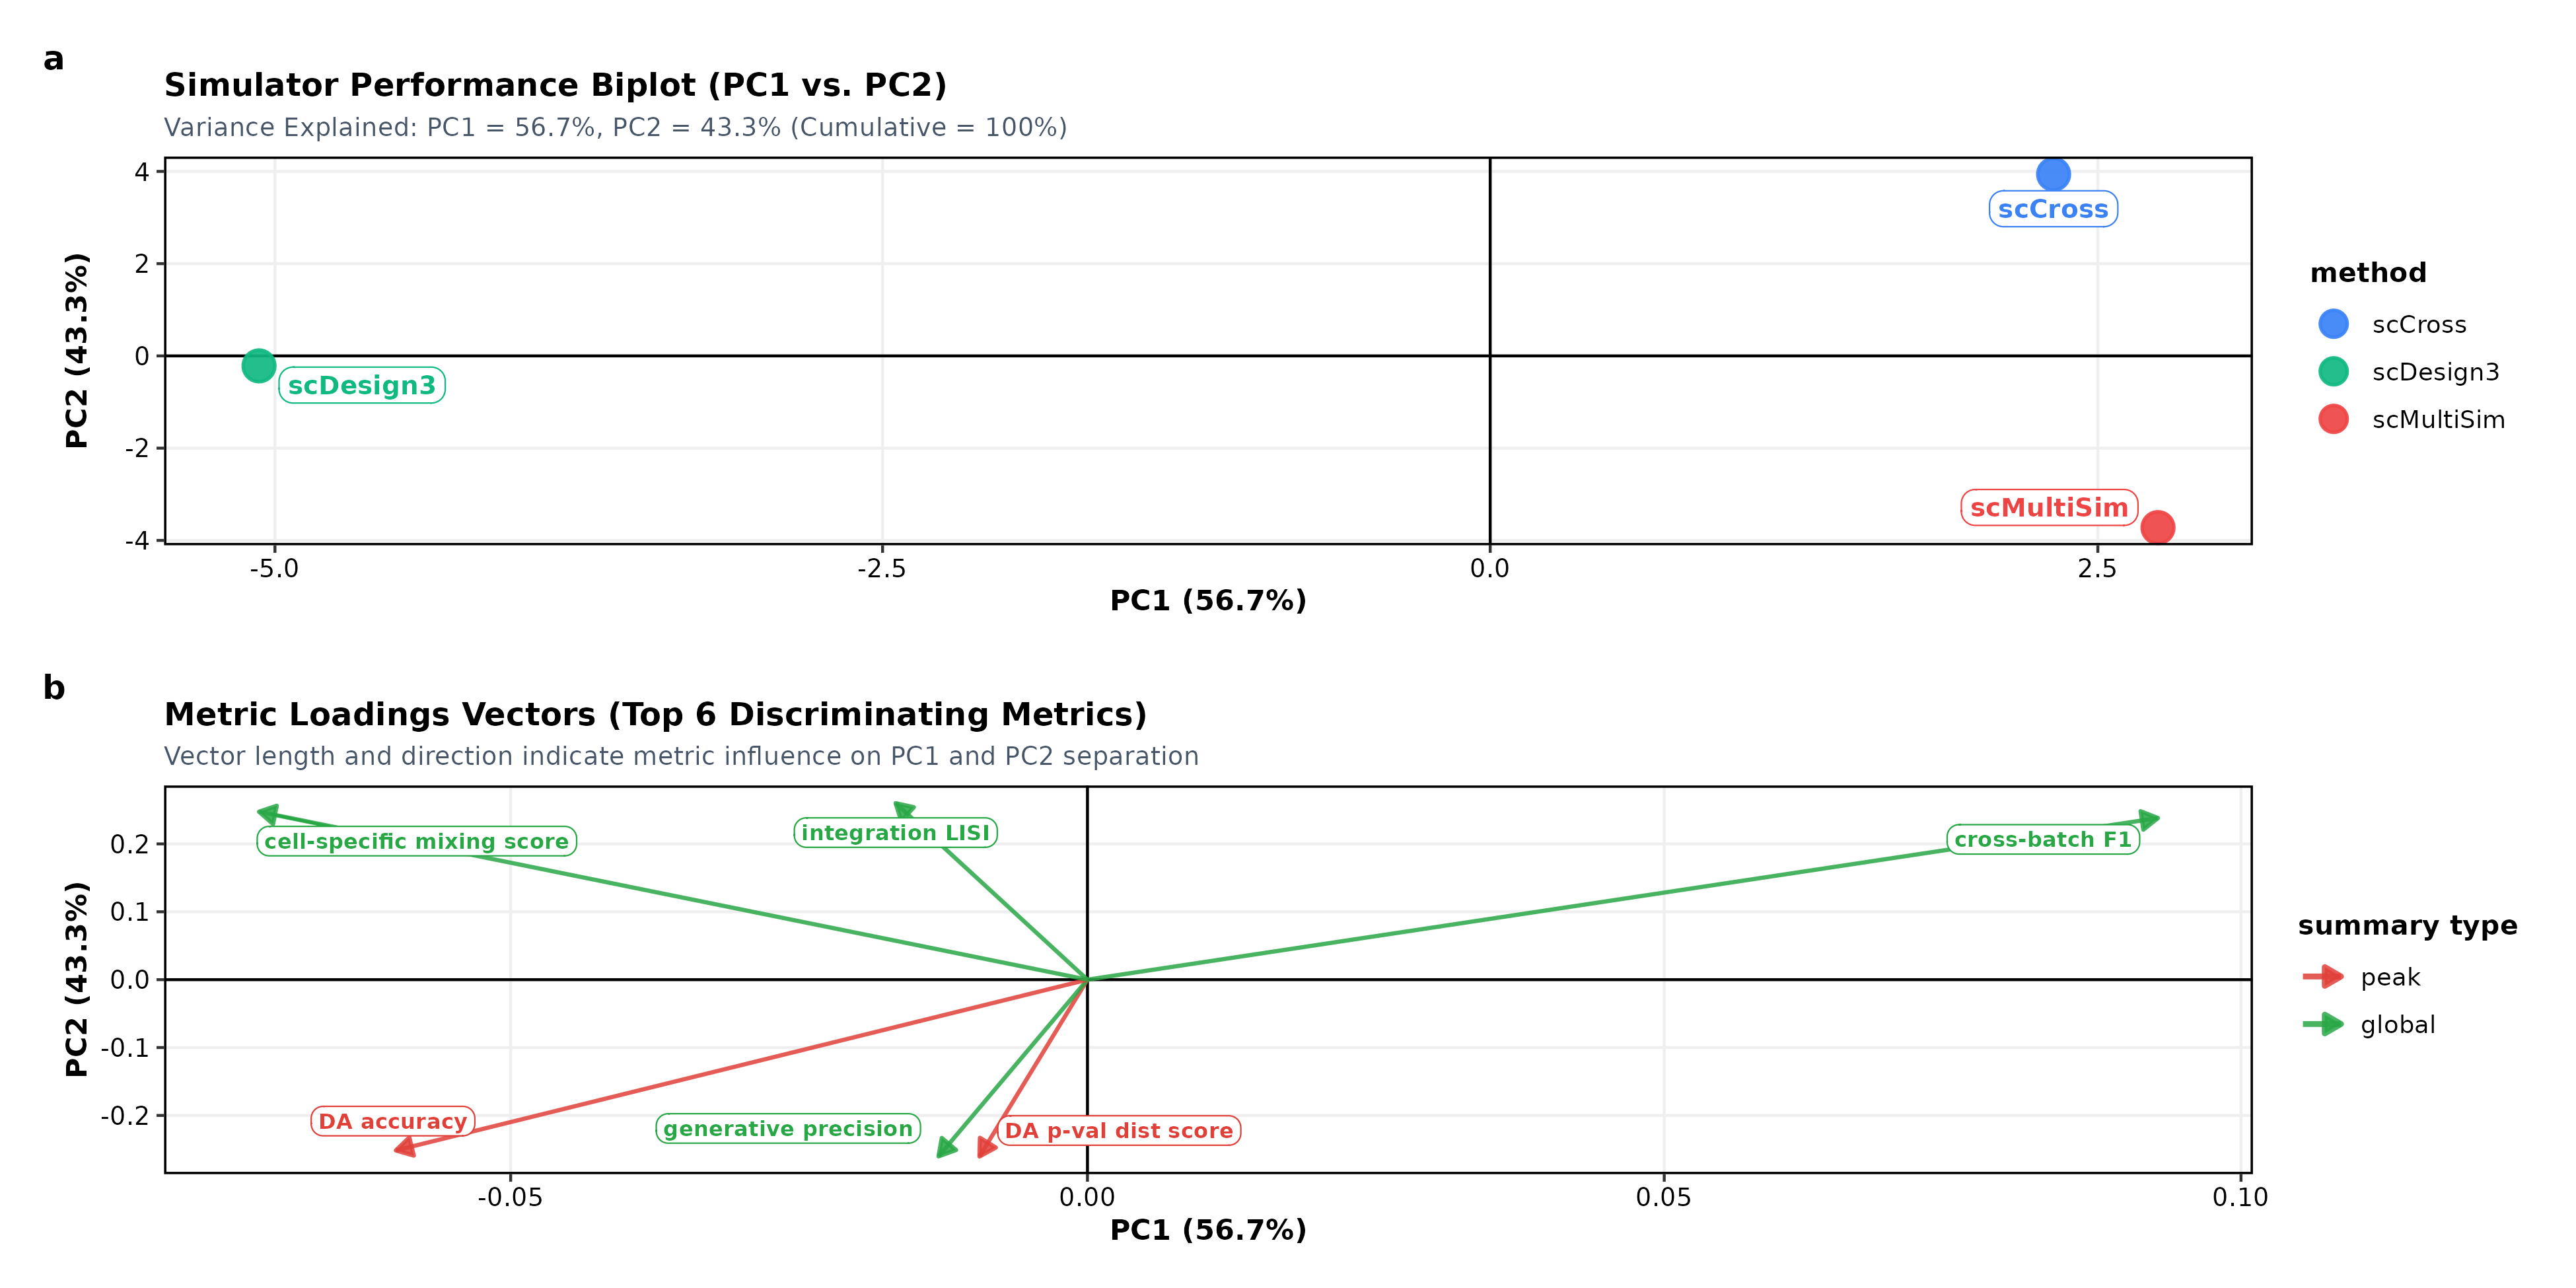 a
Simulator Performance Biplot (PC1 vs. PC2)
Variance Explained: PC1 = 56.7%, PC2 = 43.3% (Cumulative = 100%)
PC2 (43.3%)
4
2
0
-2
-4
scCross
scDesign3
scMultiSim
-5.0
-2.5
0.0
2.5
PC1 (56.7%)
method
scCross
scDesign3
scMultiSim
b
Metric Loadings Vectors (Top 6 Discriminating Metrics)
Vector length and direction indicate metric influence on PC1 and PC2 separation
PC2 (43.3%)
0.2
0.1
0.0
-0.1
-0.2
cell-specific mixing score
integration LISI
cross-batch F1
DA accuracy
generative precision
DA p-val dist score
-0.05
0.00
0.05
0.10
PC1 (56.7%)
summary type
peak
global